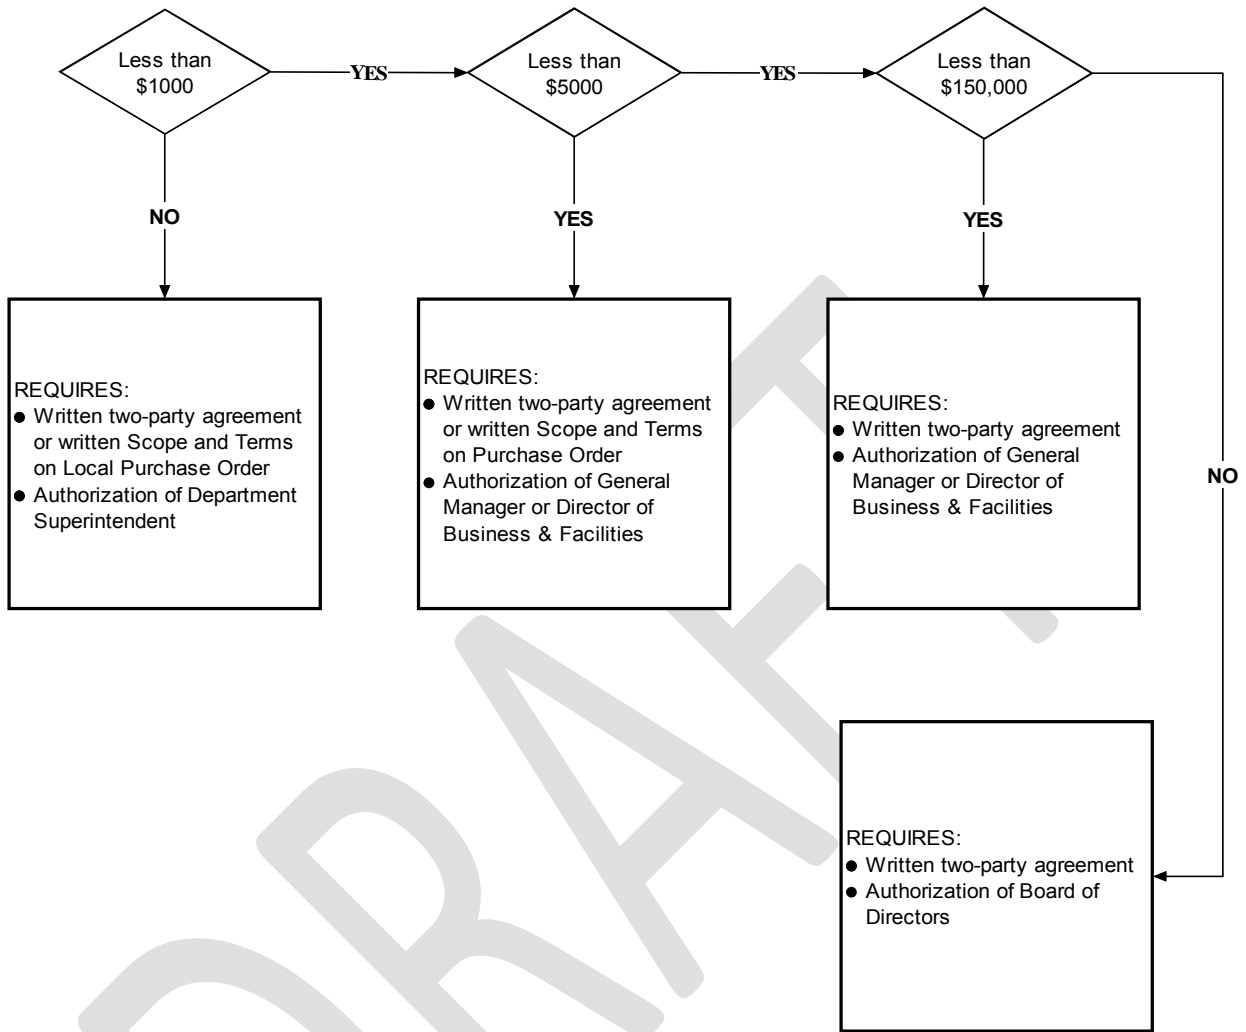 Less than
$1000
YES
Less than
$5000
YES
Less than
$150,000
NO
YES
YES
REQUIRES:
● Written two-party agreement
or written Scope and Terms
on Local Purchase Order
● Authorization of Department
Superintendent
REQUIRES:
● Written two-party agreement
or written Scope and Terms
on Purchase Order
● Authorization of General
Manager or Director of
Business & Facilities
REQUIRES:
● Written two-party agreement
● Authorization of General
Manager or Director of
Business & Facilities
NO
REQUIRES:
● Written two-party agreement
● Authorization of Board of
Directors
DRAFT